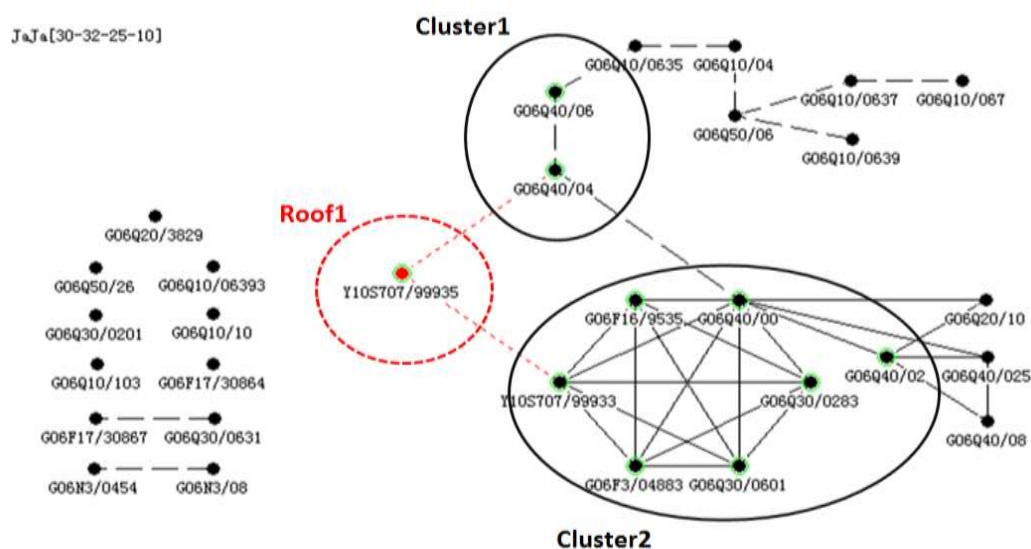 Cluster1
JaJa[30-32-25-10]
G06Q10/0635
G06Q10/04
G06Q40/06
G06Q10/0637
G06Q10/067
G06Q50/06
G06Q10/0639
G06Q40/04
Roof1
G06Q20/3829
Y10S707/99935
G06Q50/26
G06Q10/06393
G06F16/9535
G06Q40/00
G06Q20/10
G06Q30/0201
G06Q10/10
G06Q40/02
G06Q40/025
G06Q10/103
G06F17/30864
Y10S707/99933
G06Q30/0283
G06F17/30867
G06Q30/0631
G06Q40/08
G06N3/0454
G06N3/08
G06F3/04883
G06Q30/0601
Cluster2